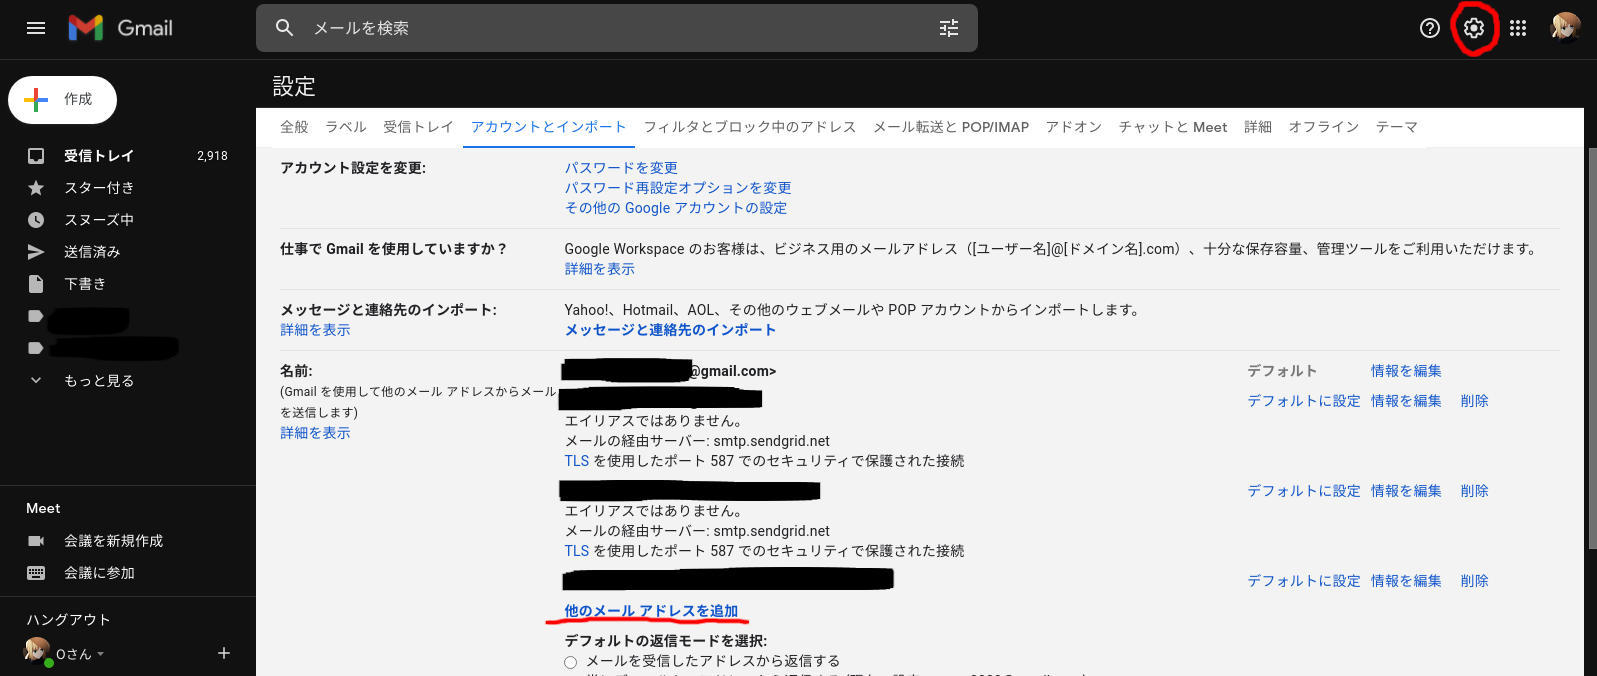 Gmail
メールを検索
作成
受信トレイ 2,918
スター付き
スヌーズ中
送信済み
下書き
もっと見る
Meet
会議を新規作成
会議に参加
ハングアウト
Oさん
設定
全般 ラベル 受信トレイ アカウントとインポート フィルタとブロック中のアドレス メール転送と POP/IMAP アドオン チャットと Meet 詳細 オフライン テーマ
アカウント設定を変更:
パスワードを変更
パスワード再設定オプションを変更
その他の Google アカウントの設定
仕事で Gmail を使用していますか？
Google Workspace のお客様は、ビジネス用のメールアドレス（[ユーザー名]@[ドメイン名].com）、十分な保存容量、管理ツールをご利用いただけます。
詳細を表示
メッセージと連絡先のインポート:
詳細を表示
Yahoo!、Hotmail、AOL、その他のウェブメールや POP アカウントからインポートします。
メッセージと連絡先のインポート
名前:
(Gmail を使用して他のメール アドレスからメール
を送信します)
詳細を表示
@gmail.com> デフォルト 情報を編集
デフォルトに設定 情報を編集 削除
エイリアスではありません。
メールの経由サーバー: smtp.sendgrid.net
TLS を使用したポート 587 でのセキュリティで保護された接続
デフォルトに設定 情報を編集 削除
エイリアスではありません。
メールの経由サーバー: smtp.sendgrid.net
TLS を使用したポート 587 でのセキュリティで保護された接続
デフォルトに設定 情報を編集 削除
他のメール アドレスを追加
デフォルトの返信モードを選択:
メールを受信したアドレスから返信する